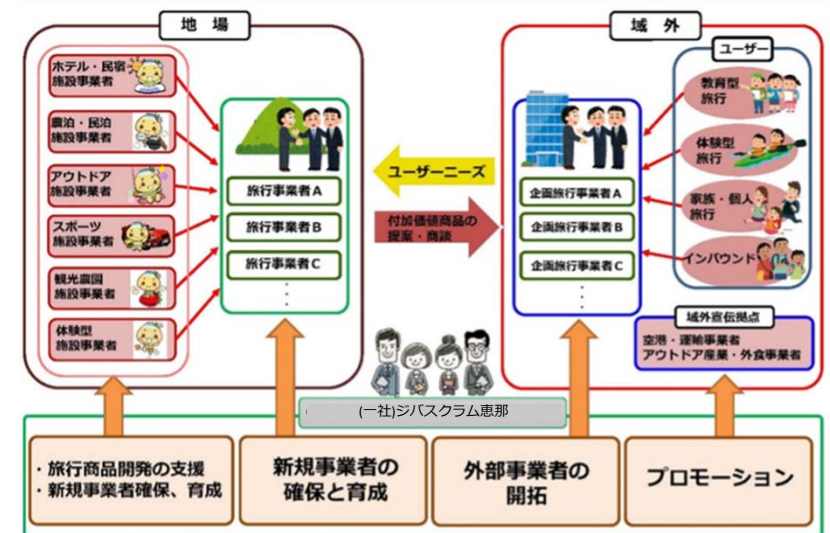 地 場
ホテル・民宿
施設事業者
農泊・民泊
施設事業者
アウトドア
施設事業者
スポーツ
施設事業者
観光農園
施設事業者
体験型
施設事業者
旅行事業者A
旅行事業者B
旅行事業者C
ユーザーニーズ
付加価値商品の
提案・商談
域 外
企画旅行事業者A
企画旅行事業者B
企画旅行事業者C
ユーザー
教育型
旅行
体験型
旅行
家族・個人
旅行
インバウンド
域外宣伝拠点
空港・運輸事業者
アウトドア産業・外食事業者
(一社)ジバスクラム恵那
・旅行商品開発の支援
・新規事業者確保、育成
新規事業者の
確保と育成
外部事業者の
開拓
プロモーション